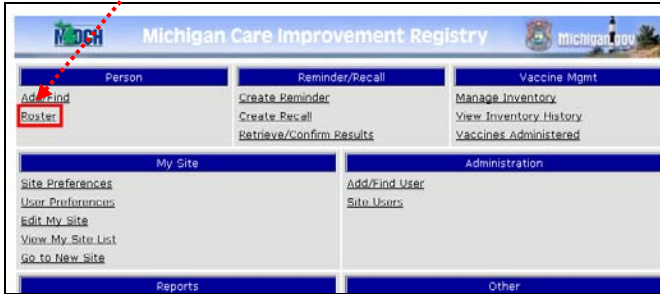 MDCH Michigan Care Improvement Registry Michigan.gov
Person Reminder/Recall Vaccine Mgmt
Add/Find Create Reminder Manage Inventory
Roster Create Recall View Inventory History
Retrieve/Confirm Results Vaccines Administered
My Site Administration
Site Preferences Add/Find User
User Preferences Site Users
Edit My Site
View My Site List
Go to New Site
Reports Other